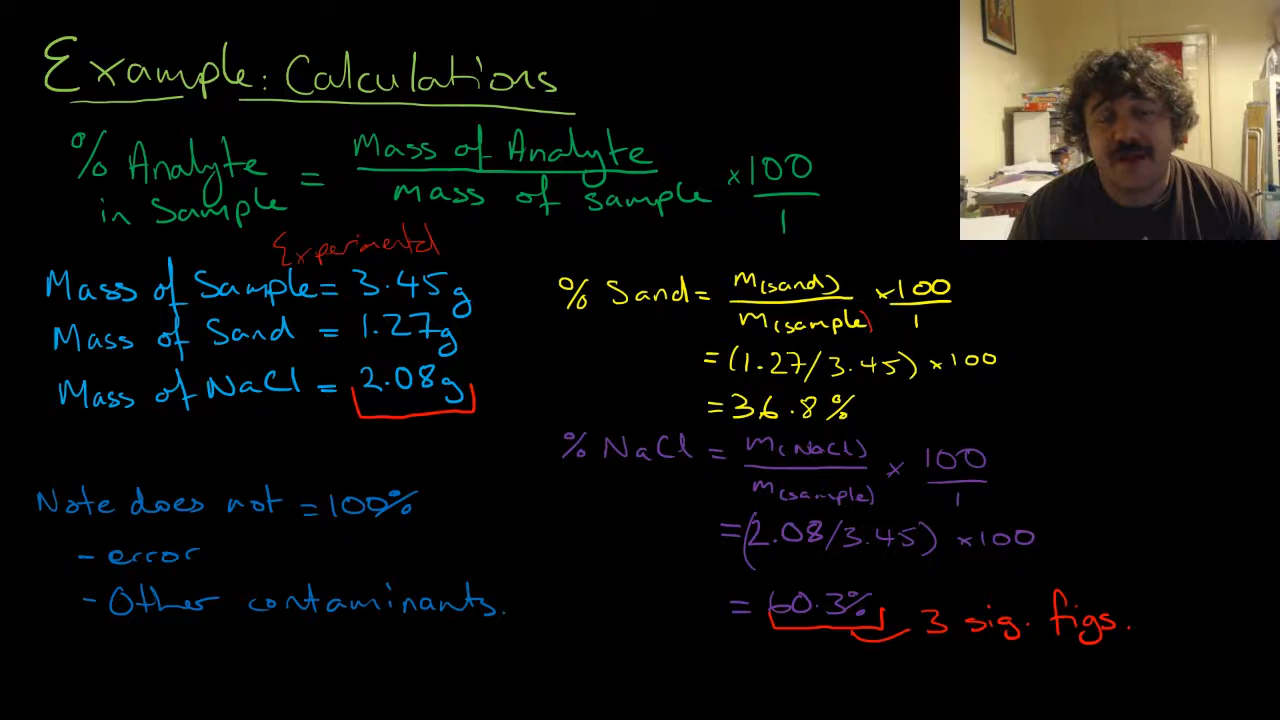 Example: Calculations
% Analyte in Sample = Mass of Analyte / mass of sample × 100 / 1
Experimental
Mass of Sample = 3.45g
Mass of Sand = 1.27g
Mass of NaCl = 2.08g
Note does not = 100%
- error
- Other contaminants.
% Sand = m(sand) / m(sample) × 100 / 1
= (1.27/3.45) × 100
= 36.8%
% NaCl = m(NaCl) / m(sample) × 100 / 1
= (2.08/3.45) × 100
= 60.3%
3 sig. figs.